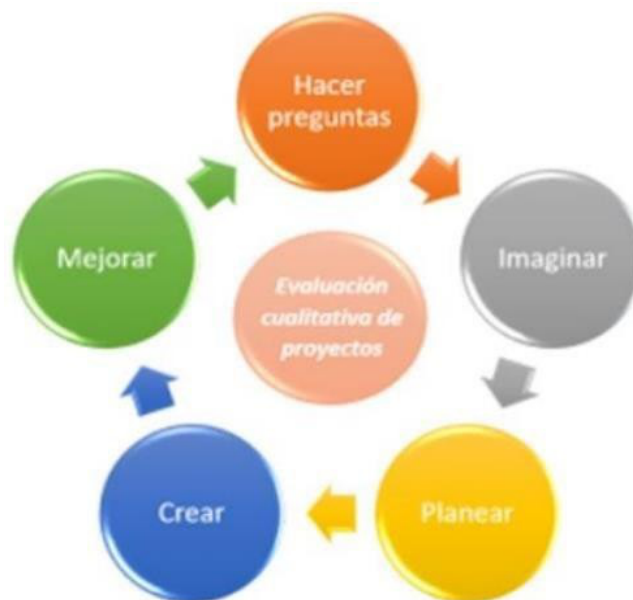 Hacer
preguntas
Mejorar
Imaginar
Evaluación
cualitativa de
proyectos
Crear
Planear